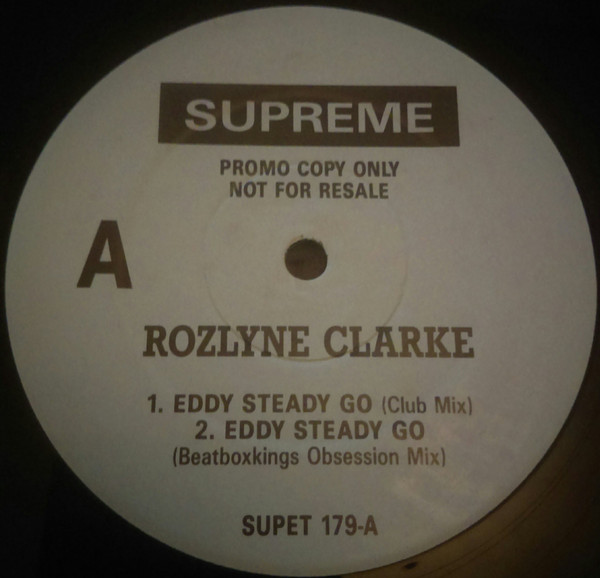 SUPREME
PROMO COPY ONLY
NOT FOR RESALE
A
ROZLYNE CLARKE
1. EDDY STEADY GO (Club Mix)
2. EDDY STEADY GO
(Beatboxkings Obsession Mix)
SUPET 179-A